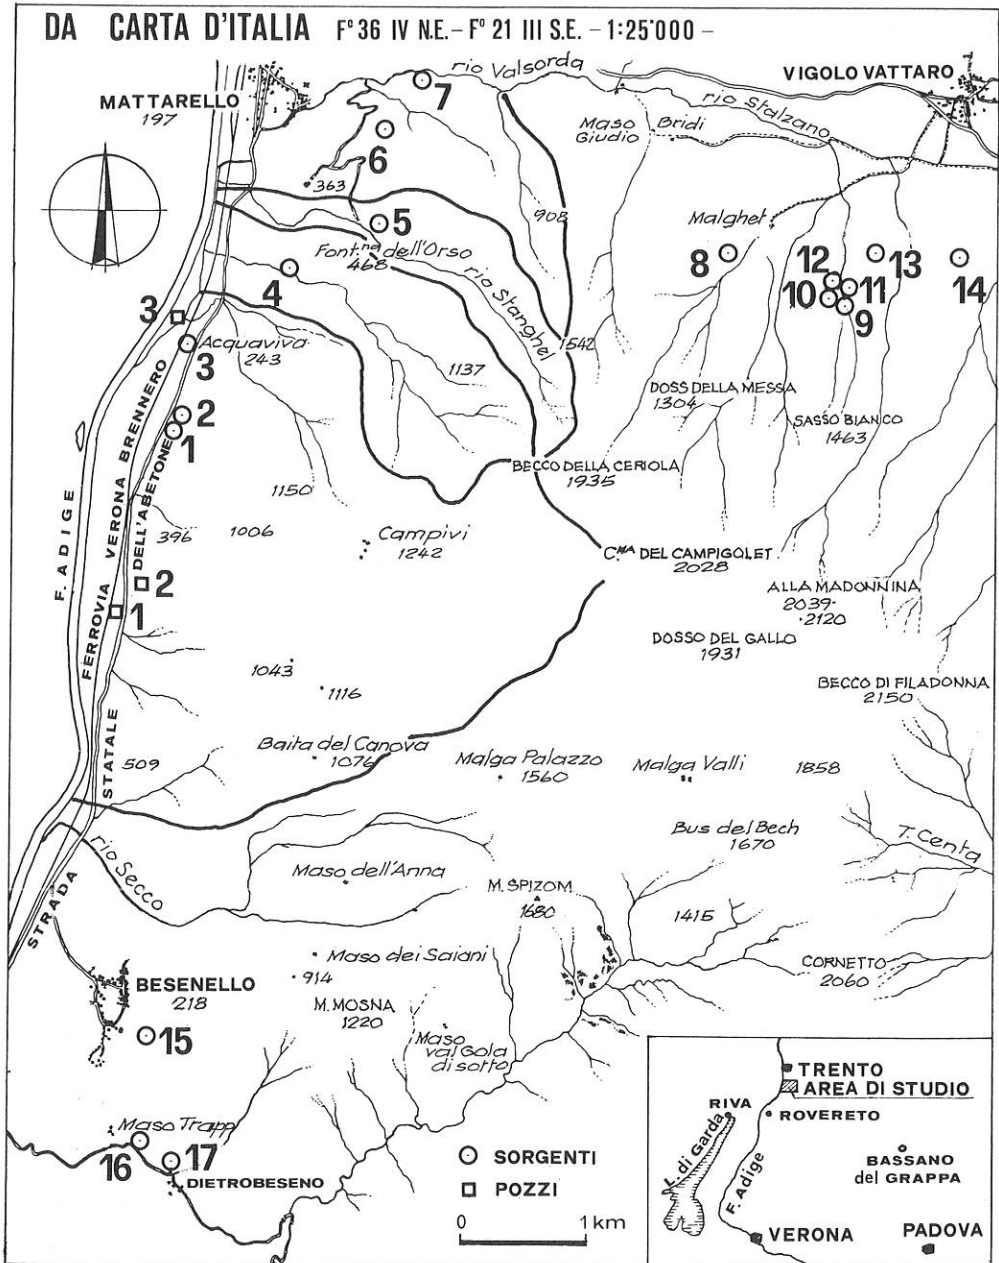 DA CARTA D'ITALIA Fº 36 IV N.E. – Fº 21 III S.E. – 1:25'000 –
rio Valsorda
VIGOLO VATTARO
MATTARELLO
197
7
rio Stalzano
Maso Giudio
Bridi
6
363
908
5
Malghet
Font.na dell'Orso
468
8
12
13
14
10
11
9
4
rio Stanghel
3
Acquaviva
243
3
1542
1137
DOSS DELLA MESSA
1304
SASSO BIANCO
1463
2
1
BECCO DELLA CERIOLA
1935
1150
F. ADIGE
FERROVIA VERONA BRENNERO
STRADA STATALE DELL'ABETONE
396
1006
Campivi
1242
CMA DEL CAMPIGOLET
2028
2
1
ALLA MADONNINA
2039
2120
DOSSO DEL GALLO
1931
1043
1116
BECCO DI FILADONNA
2150
Baita del Canova
1076
509
Malga Palazzo
1560
Malga Valli
1858
Bus del Bech
1670
T. Centa
rio Secco
Maso dell'Anna
M. SPIZOM
1680
1415
Maso dei Saiani
914
CORNETTO
2060
BESENELLO
218
M. MOSNA
1220
15
Maso
val Gola
di sotto
TRENTO
AREA DI STUDIO
RIVA
ROVERETO
L. di Garda
F. Adige
BASSANO
del GRAPPA
VERONA
PADOVA
Maso Trapp
16
17
DIETROBESENO
SORGENTI
POZZI
0 1 km